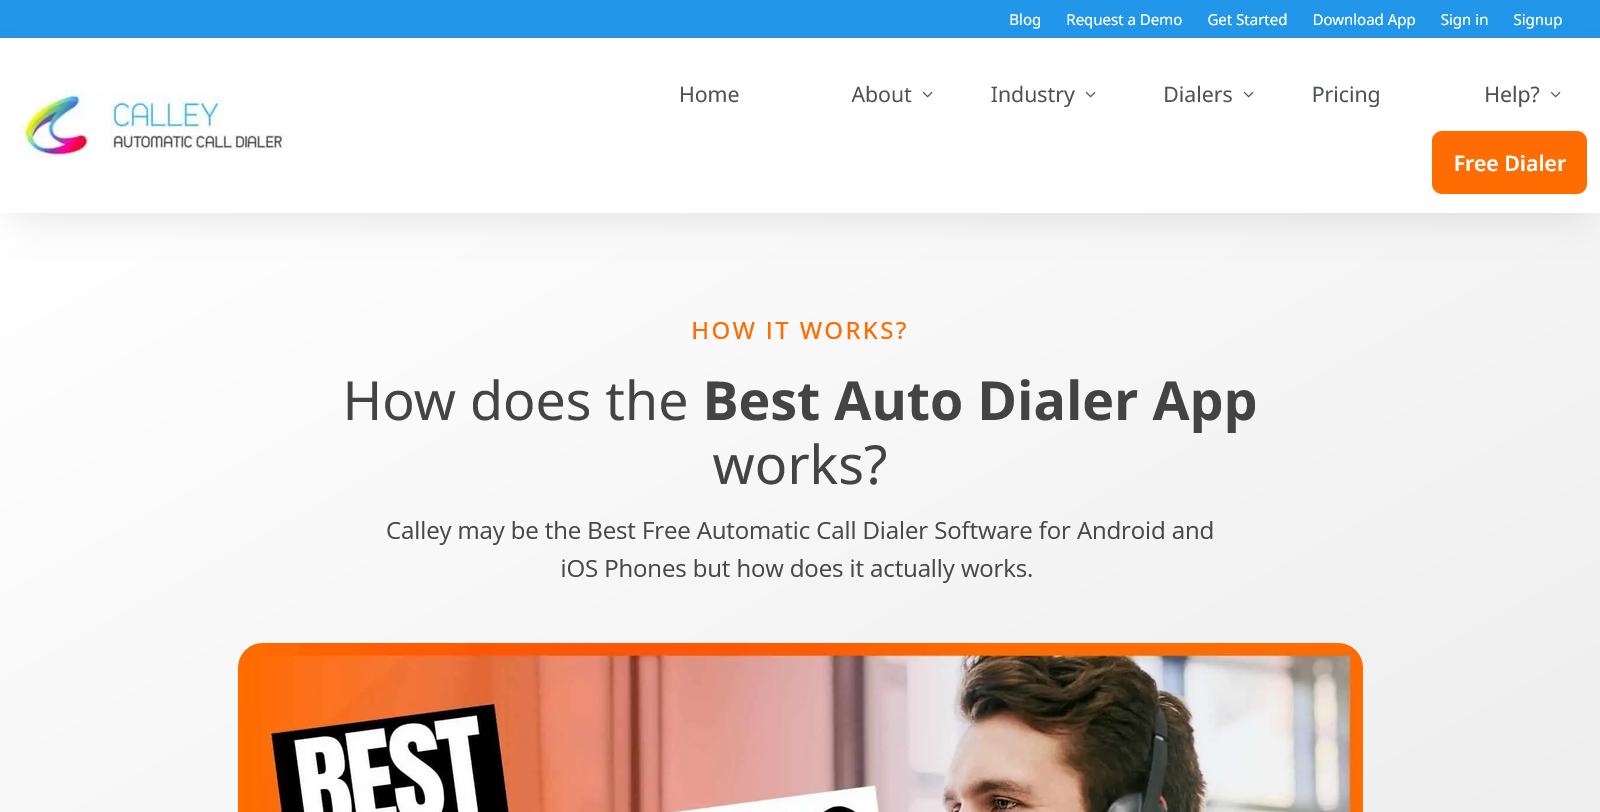 Blog Request a Demo Get Started Download App Sign in Signup
CALLEY
AUTOMATIC CALL DIALER
Home About Industry Dialers Pricing Help?
Free Dialer
HOW IT WORKS?
How does the Best Auto Dialer App
works?
Calley may be the Best Free Automatic Call Dialer Software for Android and
iOS Phones but how does it actually works.
BEST